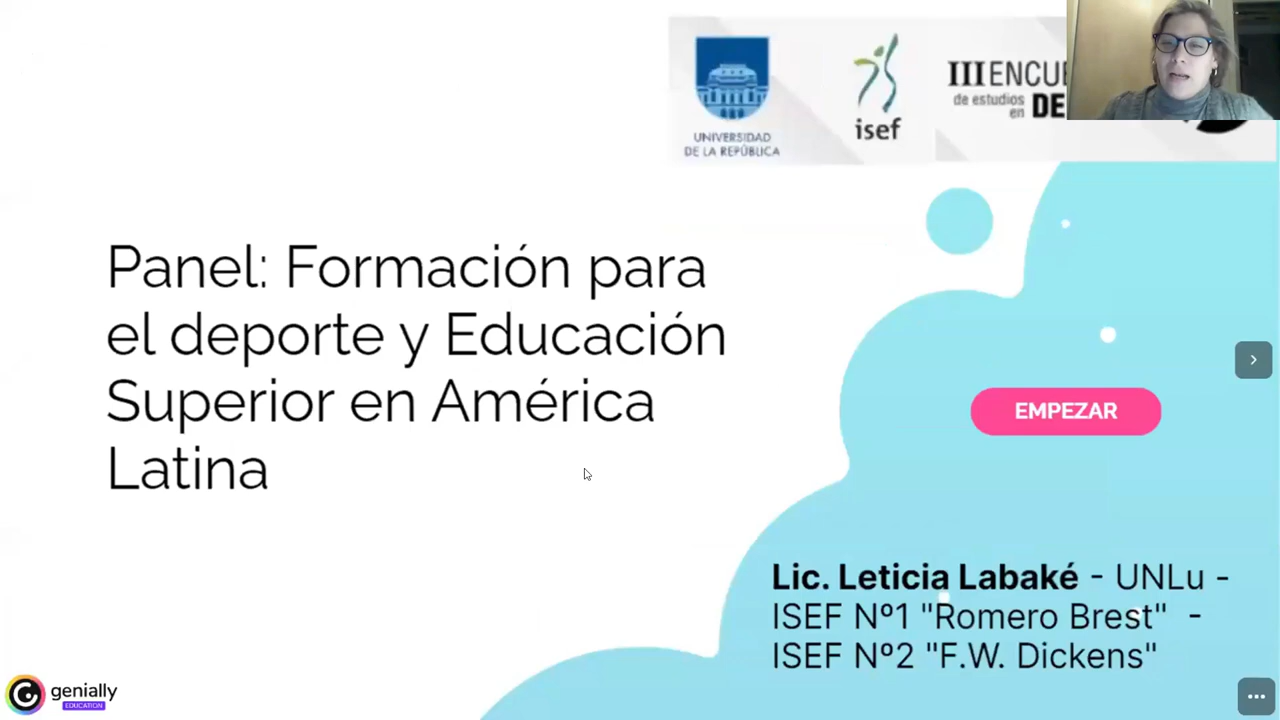 UNIVERSIDAD
DE LA REPÚBLICA
isef
III ENCUE
de estudios
en DE
Panel: Formación para
el deporte y Educación
Superior en América
Latina
EMPEZAR
Lic. Leticia Labaké - UNLu -
ISEF Nº1 "Romero Brest" -
ISEF Nº2 "F.W. Dickens"
genially
EDUCATION